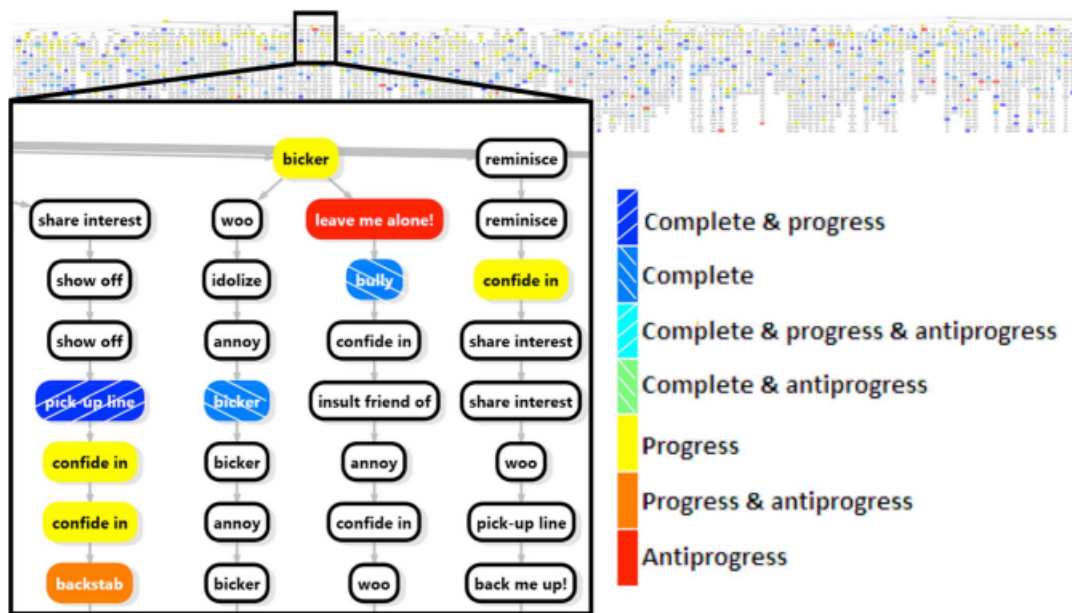 bicker
reminisce
share interest
woo
leave me alone!
reminisce
show off
idolize
bully
confide in
show off
annoy
confide in
share interest
pick-up line
bicker
insult friend of
share interest
confide in
bicker
annoy
woo
confide in
annoy
confide in
pick-up line
backstab
bicker
woo
back me up!
Complete & progress
Complete
Complete & progress & antiprogress
Complete & antiprogress
Progress
Progress & antiprogress
Antiprogress